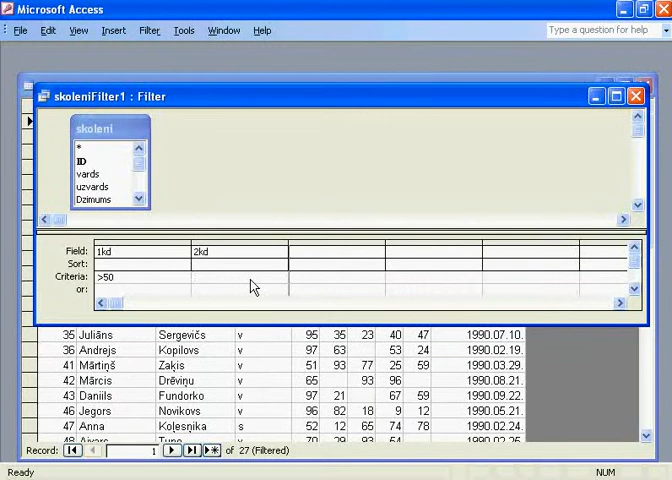 Microsoft Access
File Edit View Insert Filter Tools Window Help Type a question for help
skoleniFilter1 : Filter
skoleni
*
ID
vards
uzvards
Dzimums
Field: 1kd 2kd
Sort:
Criteria: >50
or:
35 Juliāns Sergevičs v 95 35 23 40 47 1990.07.10.
36 Andrejs Kopilovs v 97 63 53 24 1990.02.19.
41 Mārtiņš Zaķis v 51 93 77 25 59 1990.03.29.
42 Mārcis Drēviņu v 65 93 96 1990.08.21.
43 Daniils Fundorko v 97 21 67 59 1990.02.22.
46 Jegors Novikovs v 96 82 18 9 12 1990.05.21.
47 Anna Koļesņika s 52 12 65 74 78 1990.02.24.
Record: 1 of 27 (Filtered)
Ready NUM